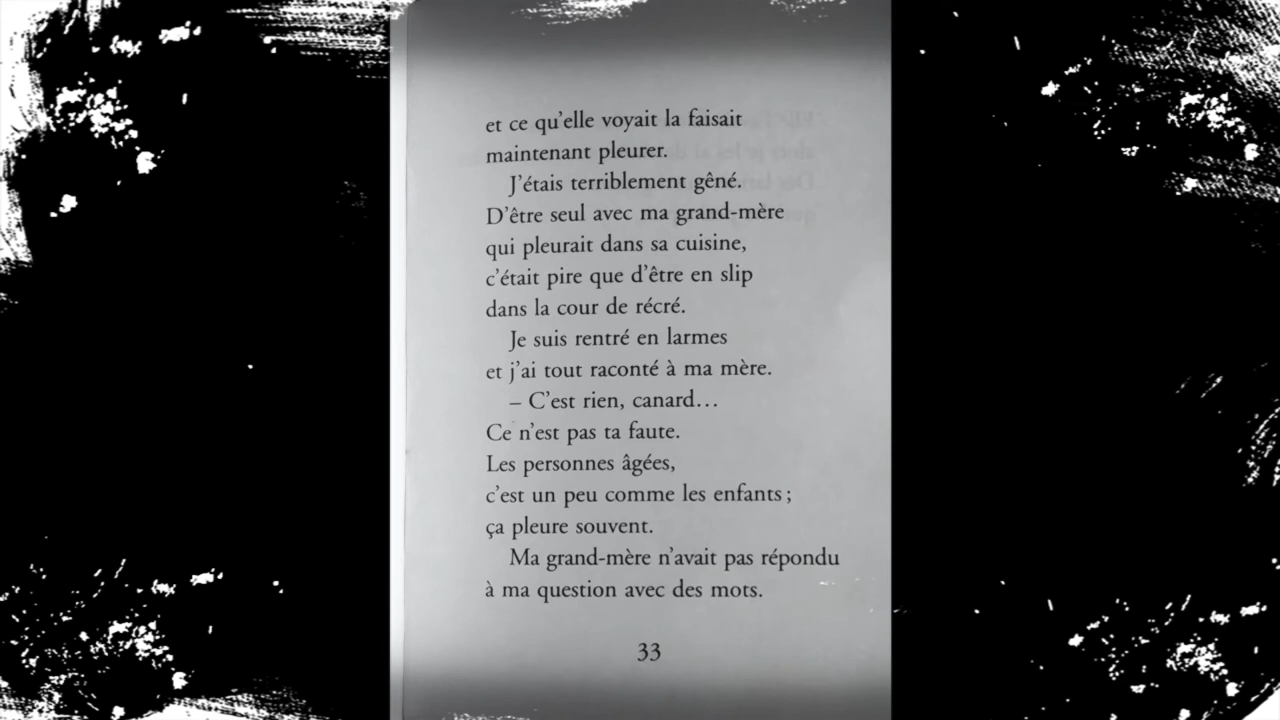 et ce qu'elle voyait la faisait
maintenant pleurer.
J'étais terriblement gêné.
D'être seul avec ma grand-mère
qui pleurait dans sa cuisine,
c'était pire que d'être en slip
dans la cour de récré.
Je suis rentré en larmes
et j'ai tout raconté à ma mère.
– C'est rien, canard…
Ce n'est pas ta faute.
Les personnes âgées,
c'est un peu comme les enfants ;
ça pleure souvent.
Ma grand-mère n'avait pas répondu
à ma question avec des mots.
33